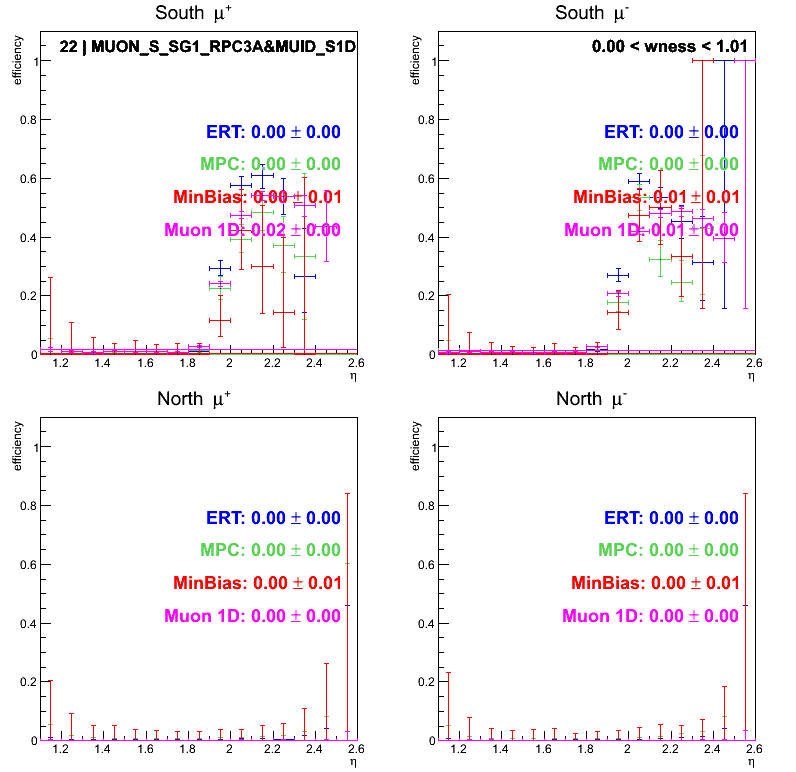 South μ+
efficiency
22 | MUON_S_SG1_RPC3A&MUID_S1D
ERT: 0.00 ± 0.00
MPC: 0.00 ± 0.00
MinBias: 0.00 ± 0.01
Muon 1D: 0.02 ± 0.00
1
0.8
0.6
0.4
0.2
0
1.2 1.4 1.6 1.8 2 2.2 2.4 2.6
η
South μ-
efficiency
0.00 < wness < 1.01
ERT: 0.00 ± 0.00
MPC: 0.00 ± 0.00
MinBias: 0.01 ± 0.01
Muon 1D: 0.01 ± 0.00
1
0.8
0.6
0.4
0.2
0
1.2 1.4 1.6 1.8 2 2.2 2.4 2.6
η
North μ+
efficiency
ERT: 0.00 ± 0.00
MPC: 0.00 ± 0.00
MinBias: 0.00 ± 0.01
Muon 1D: 0.00 ± 0.00
1
0.8
0.6
0.4
0.2
0
1.2 1.4 1.6 1.8 2 2.2 2.4 2.6
η
North μ-
efficiency
ERT: 0.00 ± 0.00
MPC: 0.00 ± 0.00
MinBias: 0.00 ± 0.01
Muon 1D: 0.00 ± 0.00
1
0.8
0.6
0.4
0.2
0
1.2 1.4 1.6 1.8 2 2.2 2.4 2.6
η